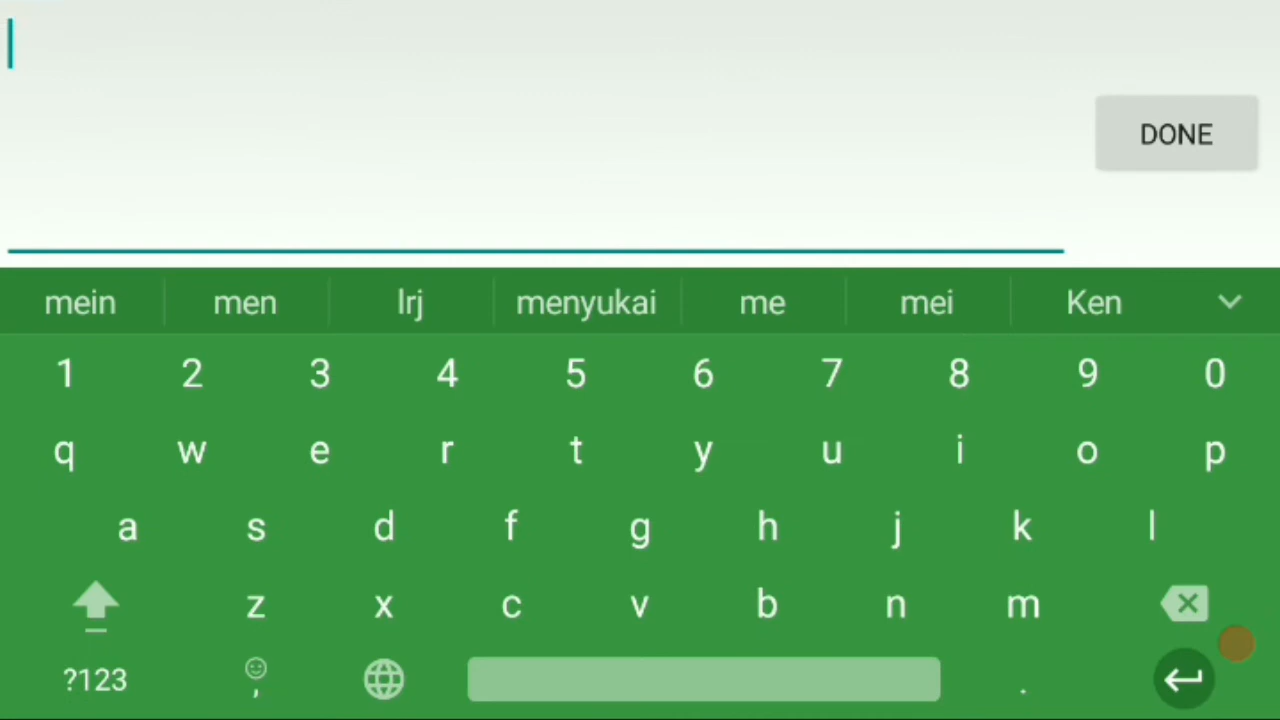 DONE
mein men lrj menyukai me mei Ken
1 2 3 4 5 6 7 8 9 0
q w e r t y u i o p
a s d f g h j k l
z x c v b n m
?123 , .